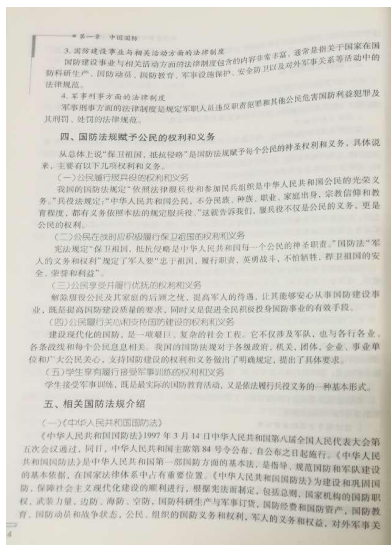 第一章 中国国防
3.国防建设事业与相关活动方面的法律制度
国防建设事业与相关活动方面的法律制度包含的内容非常丰富，通常是指关于国家在国
防科研生产、国防动员、国防教育、军事设施保护、安全防卫以及对外军事关系等活动中的
法律规范。
4.军事刑事方面的法律制度
军事刑事方面的法律制度是规定军职人员违反职责犯罪和其他公民危害国防利益犯罪及
其刑罚、处罚的法律规范。
四、国防法规赋予公民的权利和义务
从总体上说“保卫祖国，抵抗侵略”是国防法规赋予每个公民的神圣权利和义务，具体说
来，主要有以下几项权利和义务。
(一)公民履行服兵役的权利和义务
我国的国防法规定“依照法律服兵役和参加民兵组织是中华人民共和国公民的光荣义
务。”兵役法规定：“中华人民共和国公民，不分民族、种族、职业、家庭出身、宗教信仰和教
育程度，都有义务依照本法的规定服兵役。”这就告诉我们，服兵役不仅是公民的义务，更是
公民的权利。
(二)公民在战时应积极履行保卫祖国的权利和义务
宪法规定“保卫祖国、抵抗侵略是中华人民共和国每一个公民的神圣职责。”国防法“军
人的义务和权利”规定了军人要“忠于祖国，履行职责，英勇战斗，不怕牺牲，捍卫祖国的安
全、荣誉和利益”。
(三)公民享受并履行优抚的权利和义务
解除服役公民及其家庭的后顾之忧，提高军人的待遇，让其能够安心从事国防建设事
业，既是提高国防建设质量的要求，同时又是促进全民积极投身国防事业的有效手段。
(四)公民履行关心和支持国防建设的权利和义务
建设现代化的国防，是一项艰巨、复杂的社会工程。它不仅涉及军队，也与各行各业、
各条战线和每个公民息息相关。我国的国防法规对于各级政府、机关、团体、企业、事业单
位和广大公民关心、支持国防建设的权利和义务做出了明确规定，提出了具体要求。
(五)学生享有履行接受军事训练的权利和义务
学生接受军事训练，既是最实际的国防教育活动，又是依法履行兵役义务的一种基本形式。
五、相关国防法规介绍
(一)《中华人民共和国国防法》
《中华人民共和国国防法》1997 年 3 月 14 日中华人民共和国第八届全国人民代表大会第
五次会议通过，同日，中华人民共和国主席第 84 号令公布，自公布之日起施行。《中华人民
共和国国防法》是中华人民共和国第一部国防方面的基本法，是指导、规范国防和军队建设
的基本依据，在国家法律体系中占有重要位置。《中华人民共和国国防法》为建设和巩固国
防，保障社会主义现代化建设的顺利进行，根据宪法而制定，包括总则，国家机构的国防职
权，武装力量，边防、海防、空防，国防科研生产与军事订货，国防经费和国防资产，国防教
育，国防动员和战争状态，公民、组织的国防义务和权利，军人的义务和权益，对外军事关
4